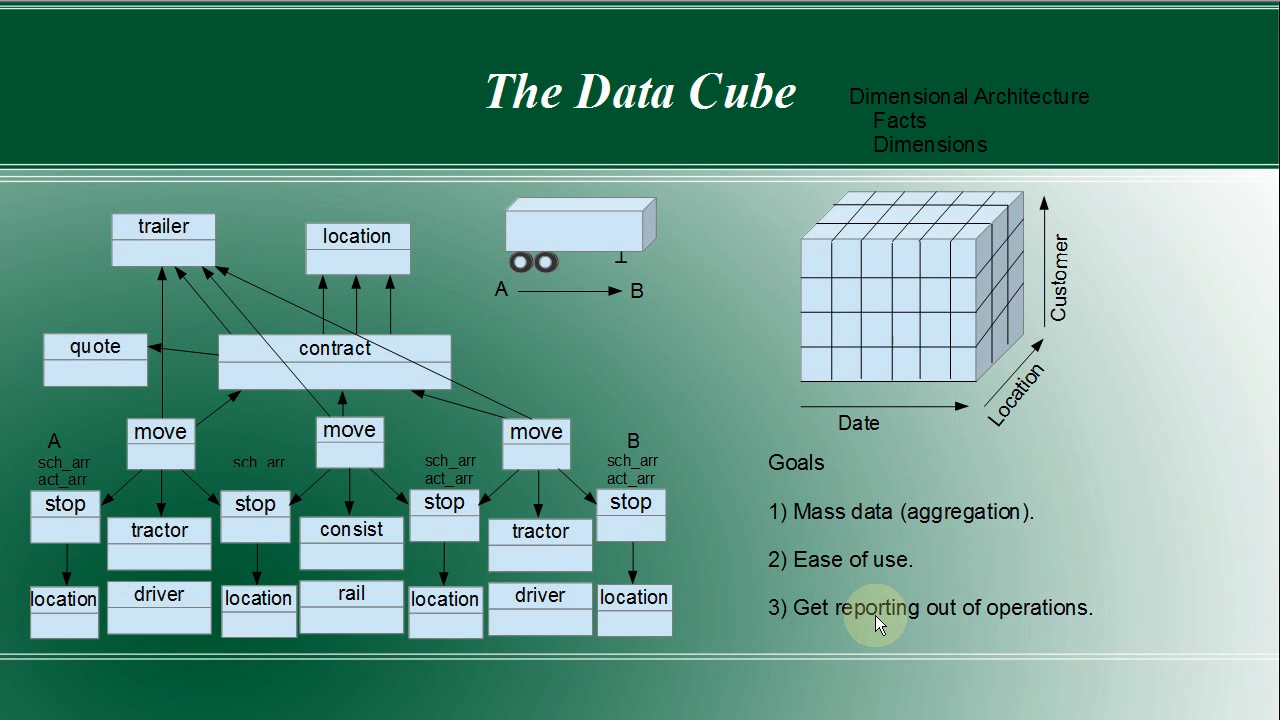 The Data Cube
Dimensional Architecture
Facts
Dimensions
trailer
location
A
B
quote
contract
move
move
move
A
sch_arr
act_arr
sch_arr
sch_arr
act_arr
B
sch_arr
act_arr
stop
tractor
stop
consist
stop
tractor
stop
location
driver
location
rail
location
driver
location
Customer
Location
Date
Goals
1) Mass data (aggregation).
2) Ease of use.
3) Get reporting out of operations.